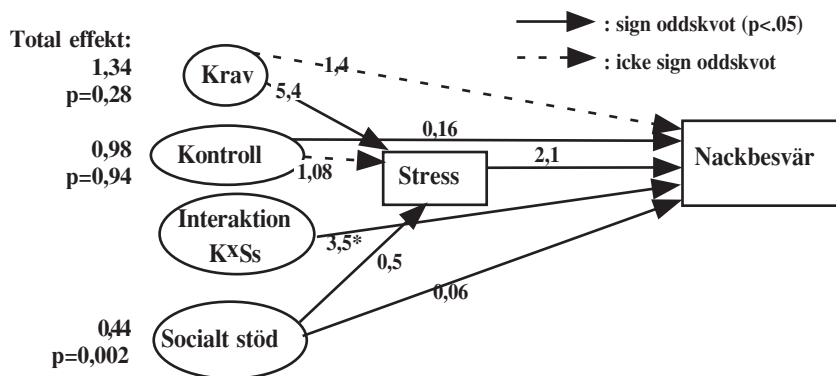 : sign oddskvot (p<.05)
: icke sign oddskvot
Total effekt:
1,34
p=0,28
Krav
1,4
5,4
0,16
0,98
p=0,94
Kontroll
1,08
Stress
2,1
Nackbesvär
Interaktion
KxSs
3,5*
0,5
0,06
0,44
p=0,002
Socialt stöd